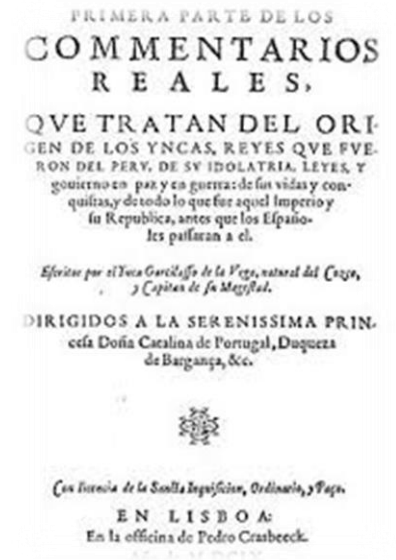 PRIMERA PARTE DE LOS
COMMENTARIOS
REALES,
QVE TRATAN DEL ORI-
GEN DE LOS YNCAS, REYES QVE FVE-
RON DEL PERV, DE SV IDOLATRIA, LEYES, Y
gouierno en paz y en guerra: de sus vidas y con-
quistas, y de todo lo que fue aquel Imperio y
su Republica, antes que los Españo-
les passaran a el.
Escritos por el Ynca Garcilasso de la Vega, natural del Cozco,
y Capitan de su Magestad.
DIRIGIDOS A LA SERENISSIMA PRIN-
cesa Doña Catalina de Portugal, Duqueza
de Bargança, &c.
Con licencia de la Sancta Inquisicion, Ordinario, y Paço.
EN LISBOA:
En la officina de Pedro Crasbeeck.